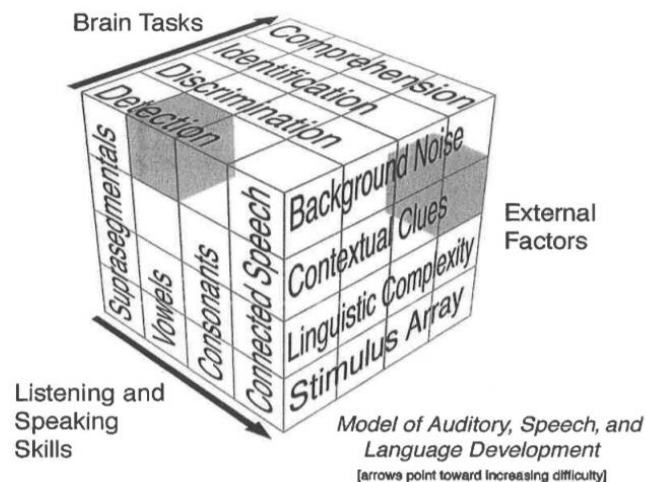 Brain Tasks
Comprehension
Identification
Discrimination
Detection
Suprasegmentals
Vowels
Consonants
Connected Speech
Background Noise
Contextual Clues
Linguistic Complexity
Stimulus Array
External
Factors
Listening and
Speaking
Skills
Model of Auditory, Speech, and
Language Development
[arrows point toward increasing difficulty]